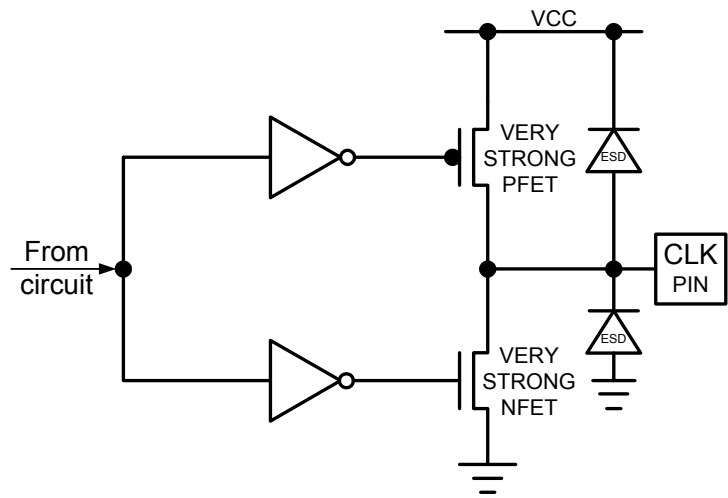 VCC
VERY
STRONG
PFET
ESD
From
circuit
CLK
PIN
ESD
VERY
STRONG
NFET